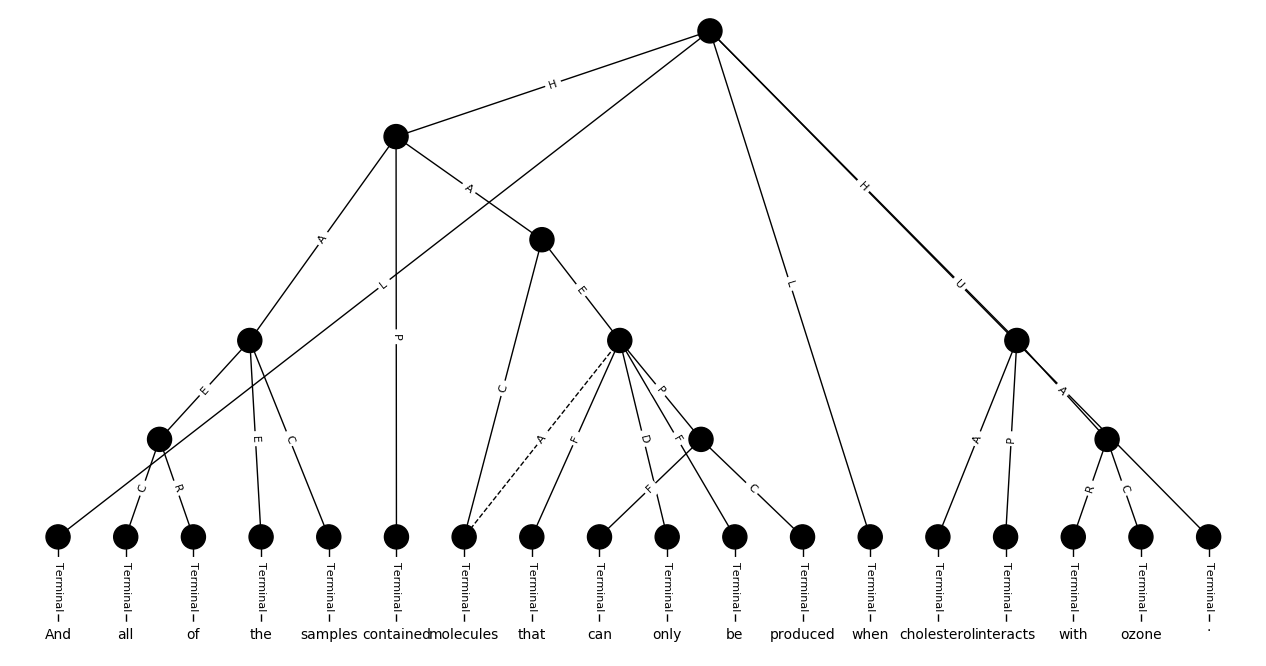 H
A
H
A
L
L
U
E
P
E
C
P
A
E
E
C
A
F
D
F
A
P
C
R
F
C
R
C
Terminal Terminal Terminal Terminal Terminal Terminal Terminal Terminal Terminal Terminal Terminal Terminal Terminal Terminal Terminal Terminal Terminal Terminal
And all of the samples contained molecules that can only be produced when cholesterol interacts with ozone .